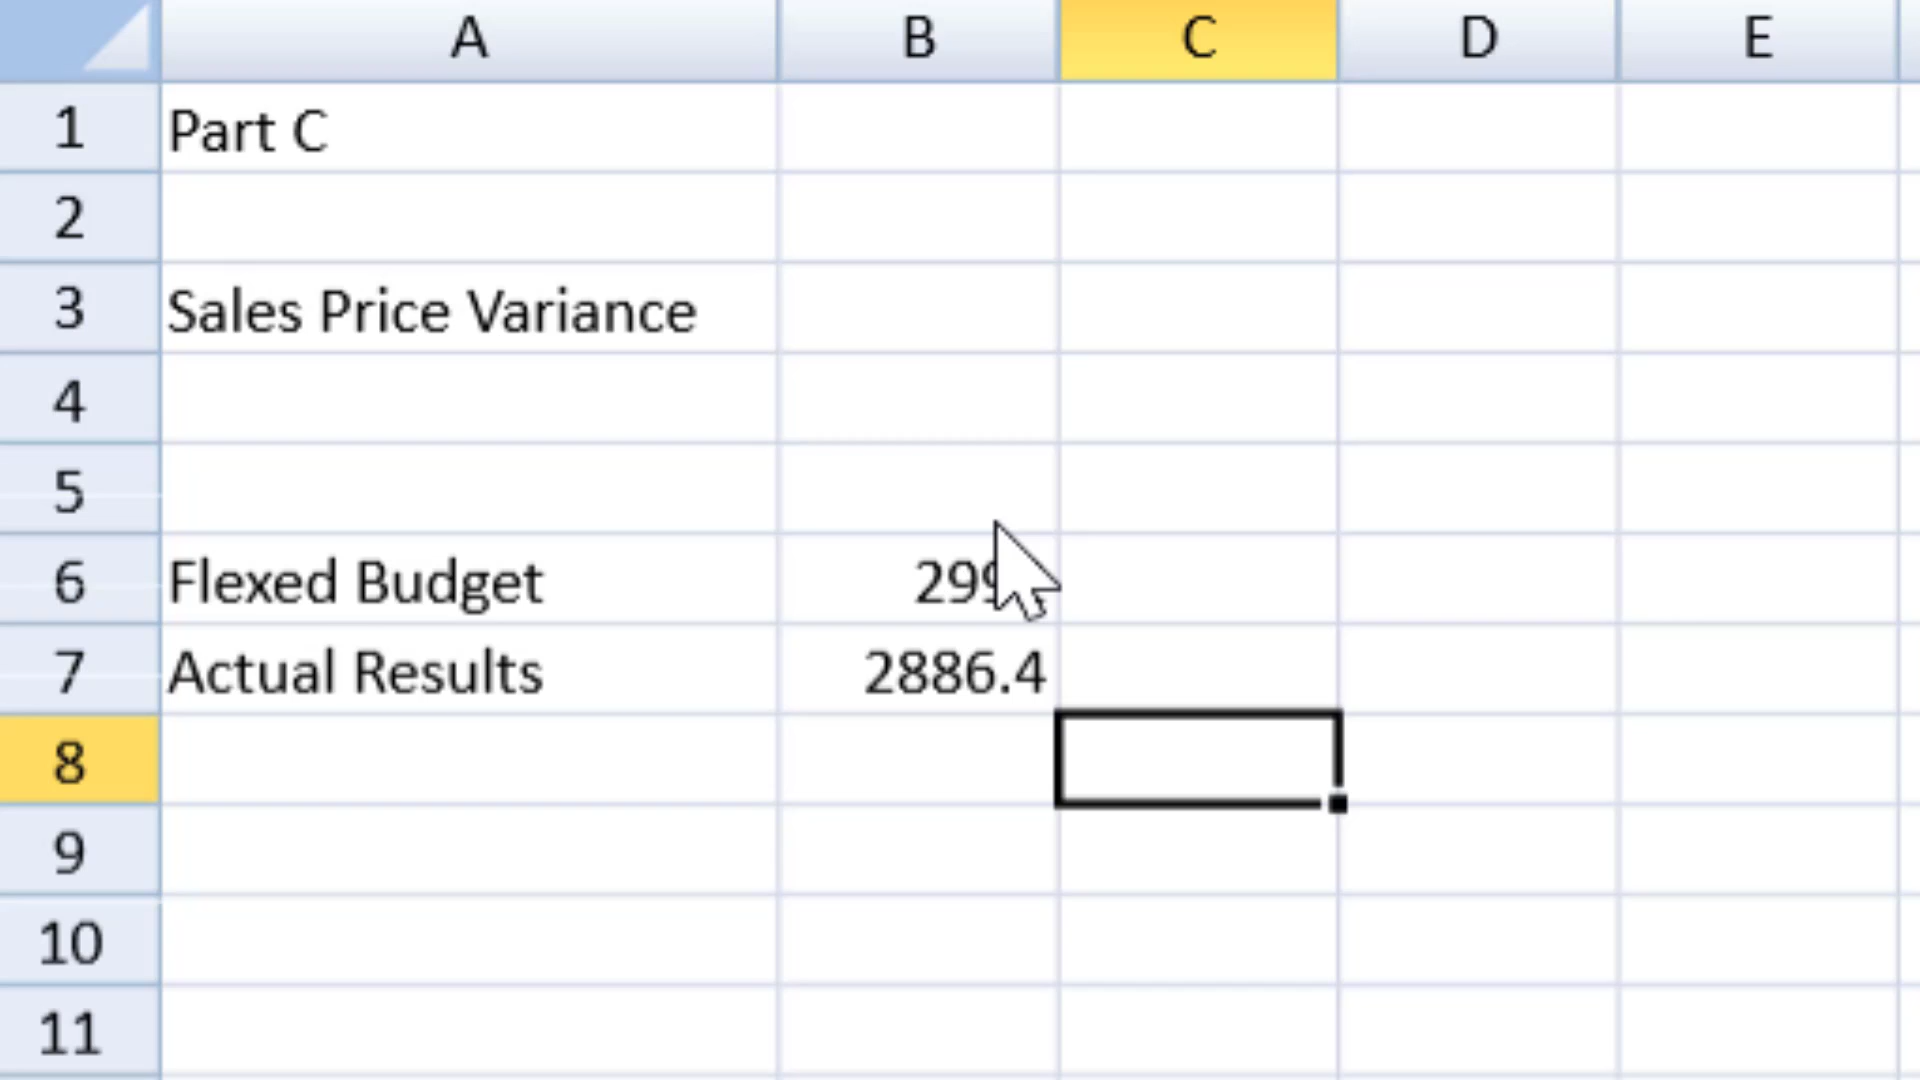 A B C D E
1 Part C
2
3 Sales Price Variance
4
5
6 Flexed Budget
7 Actual Results 2886.4
8
9
10
11